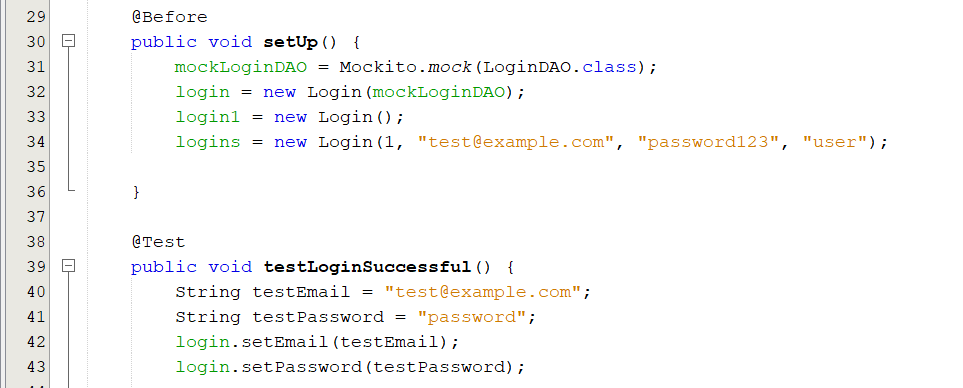 29 @Before
30 public void setUp() {
31 mockLoginDAO = Mockito.mock(LoginDAO.class);
32 login = new Login(mockLoginDAO);
33 login1 = new Login();
34 logins = new Login(1, "test@example.com", "password123", "user");
35
36 }
37
38 @Test
39 public void testLoginSuccessful() {
40 String testEmail = "test@example.com";
41 String testPassword = "password";
42 login.setEmail(testEmail);
43 login.setPassword(testPassword);